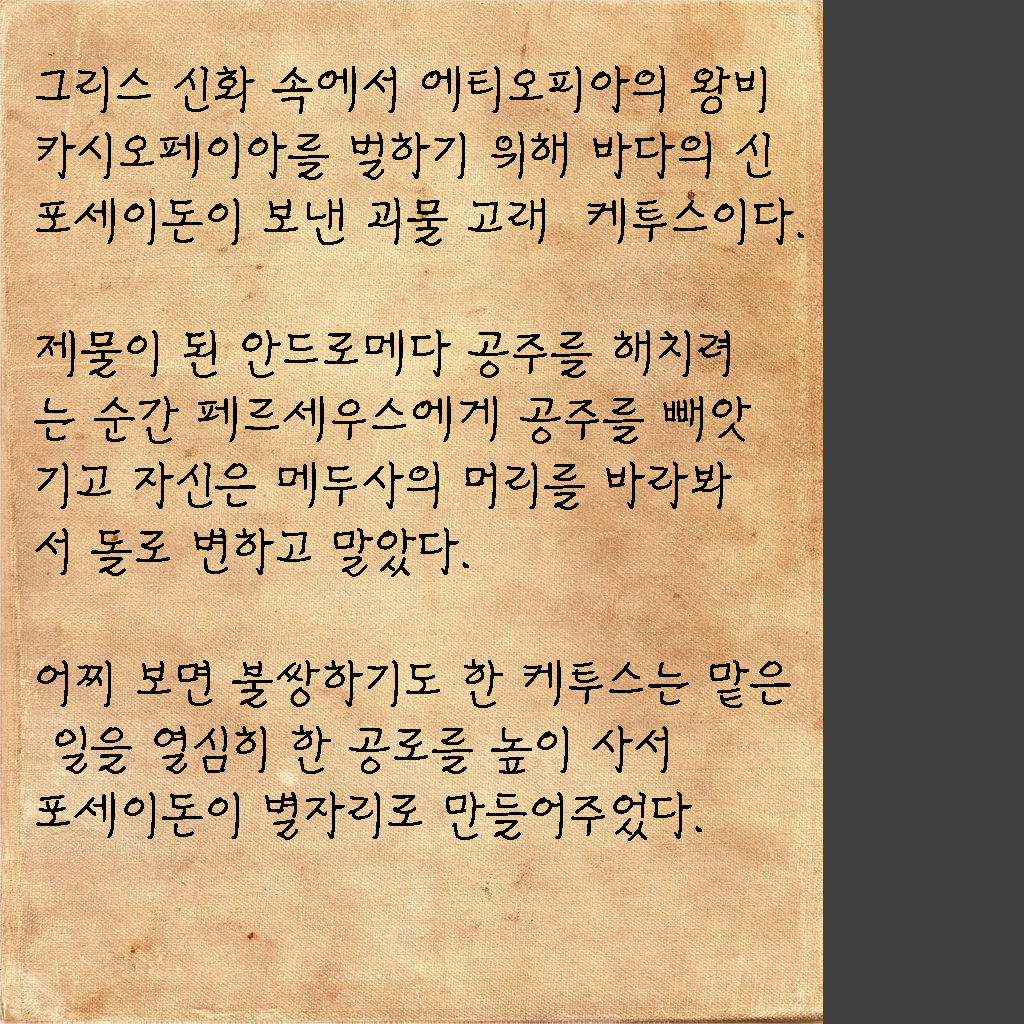 그리스 신화 속에서 에티오피아의 왕비
카시오페이아를 벌하기 위해 바다의 신
포세이돈이 보낸 괴물 고래  케투스이다.
제물이 된 안드로메다 공주를 해치려
는 순간 페르세우스에게 공주를 빼앗
기고 자신은 메두사의 머리를 바라봐
서 돌로 변하고 말았다.
어찌 보면 불쌍하기도 한 케투스는 맡은
일을 열심히 한 공로를 높이 사서
포세이돈이 별자리로 만들어주었다.